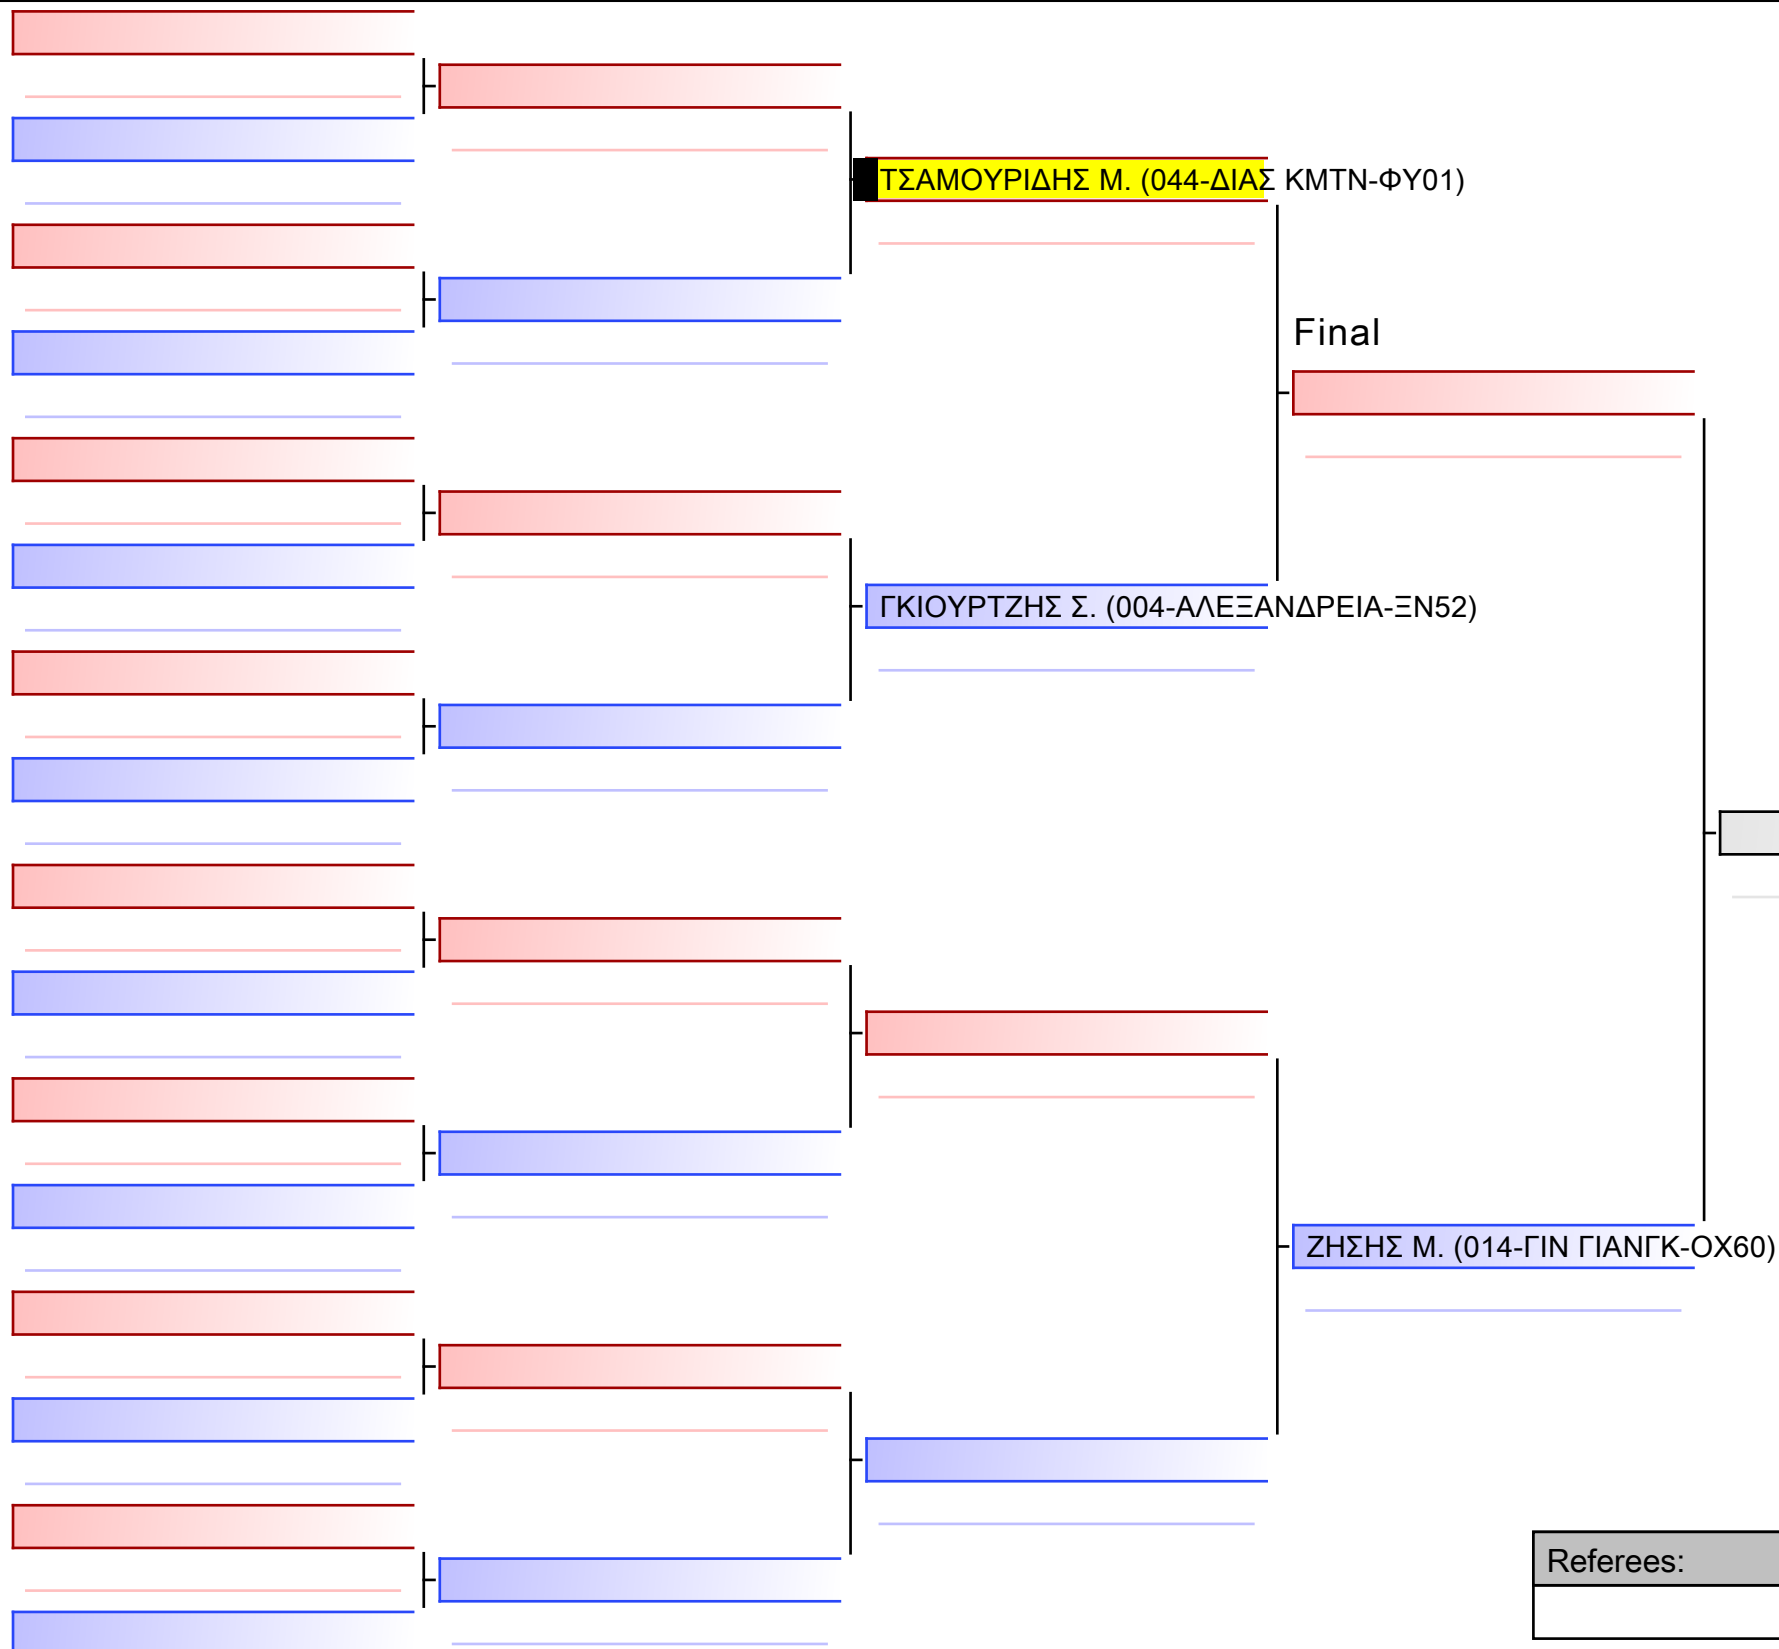 ΤΣΑΜΟΥΡΙΔΗΣ Μ. (044-ΔΙΑΣ ΚΜΤΝ-ΦΥ01)
Final
ΓΚΙΟΥΡΤΖΗΣ Σ. (004-ΑΛΕΞΑΝΔΡΕΙΑ-ΞΝ52)
ΖΗΣΗΣ Μ. (014-ΓΙΝ ΓΙΑΝΓΚ-ΟΧ60)
Referees: